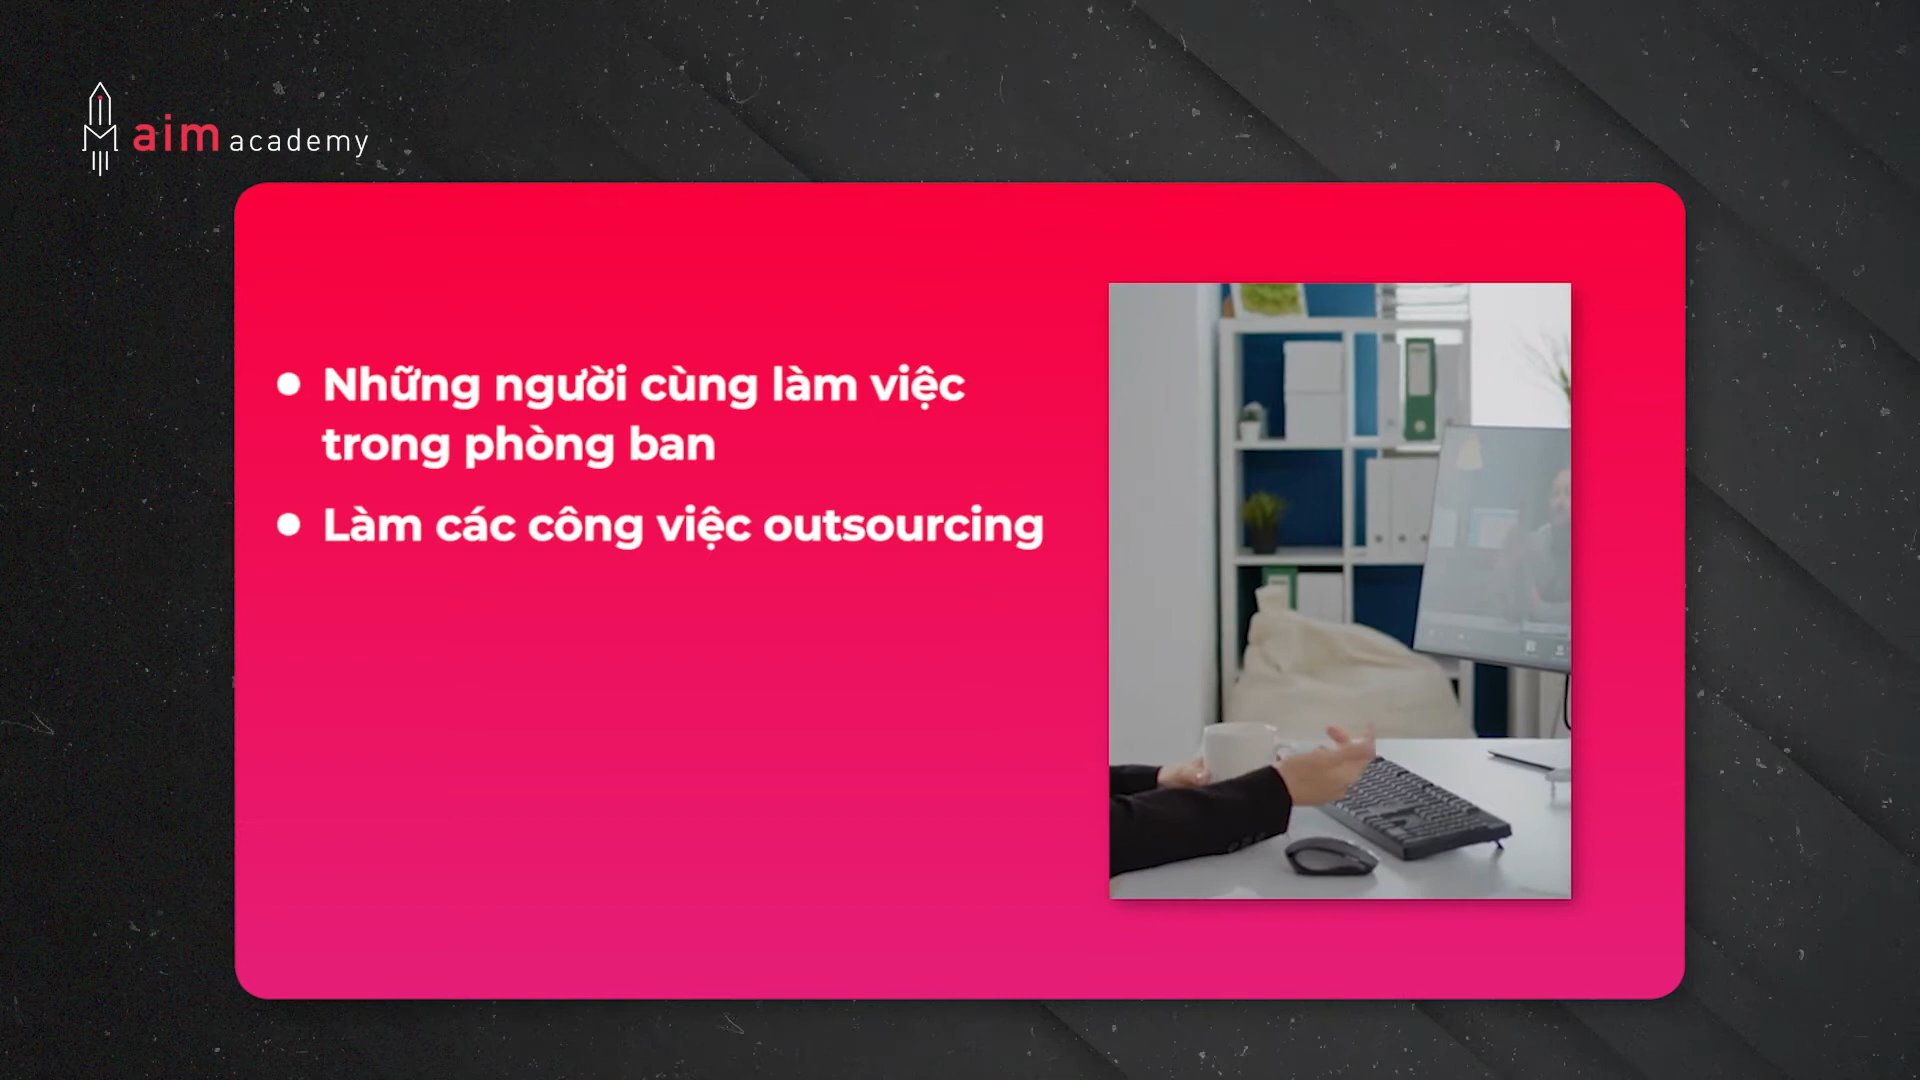 aim academy
Những người cùng làm việc
trong phòng ban
Làm các công việc outsourcing